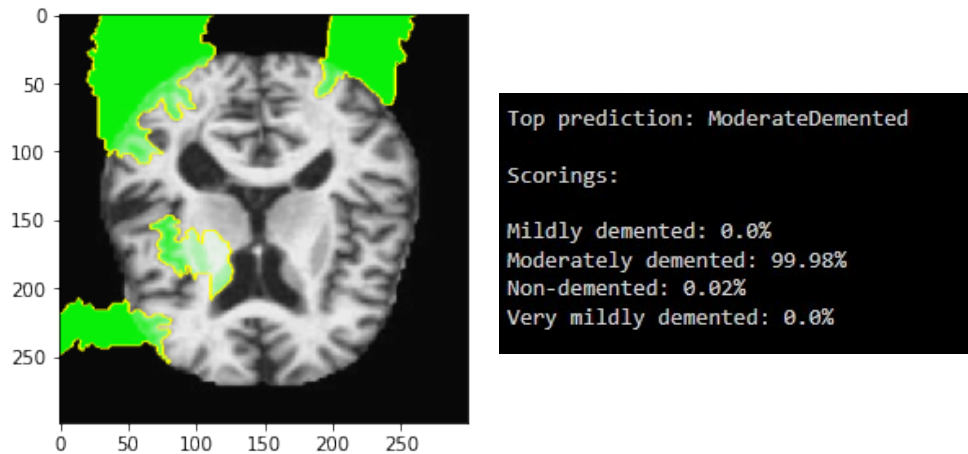 0
50
100
150
200
250
0 50 100 150 200 250
Top prediction: ModerateDemented
Scorings:
Mildly demented: 0.0%
Moderately demented: 99.98%
Non-demented: 0.02%
Very mildly demented: 0.0%